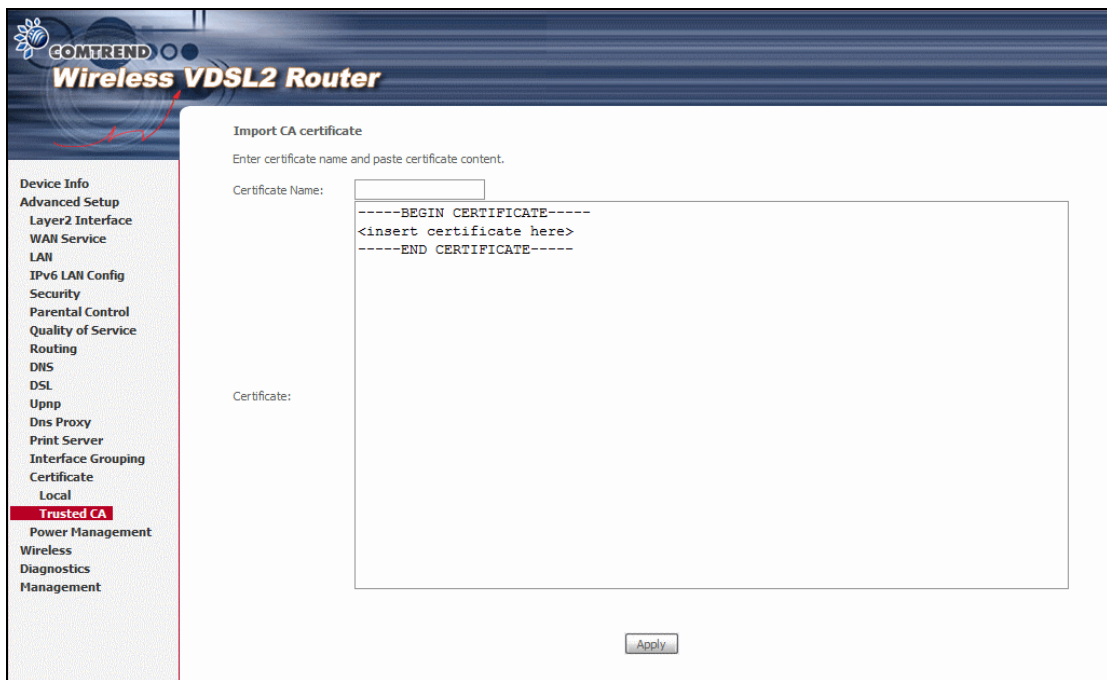 COMTREND
Wireless VDSL2 Router
Device Info
Advanced Setup
Layer2 Interface
WAN Service
LAN
IPv6 LAN Config
Security
Parental Control
Quality of Service
Routing
DNS
DSL
Upnp
Dns Proxy
Print Server
Interface Grouping
Certificate
Local
Trusted CA
Power Management
Wireless
Diagnostics
Management
Import CA certificate
Enter certificate name and paste certificate content.
Certificate Name:
Certificate:
-----BEGIN CERTIFICATE-----
<insert certificate here>
-----END CERTIFICATE-----
Apply